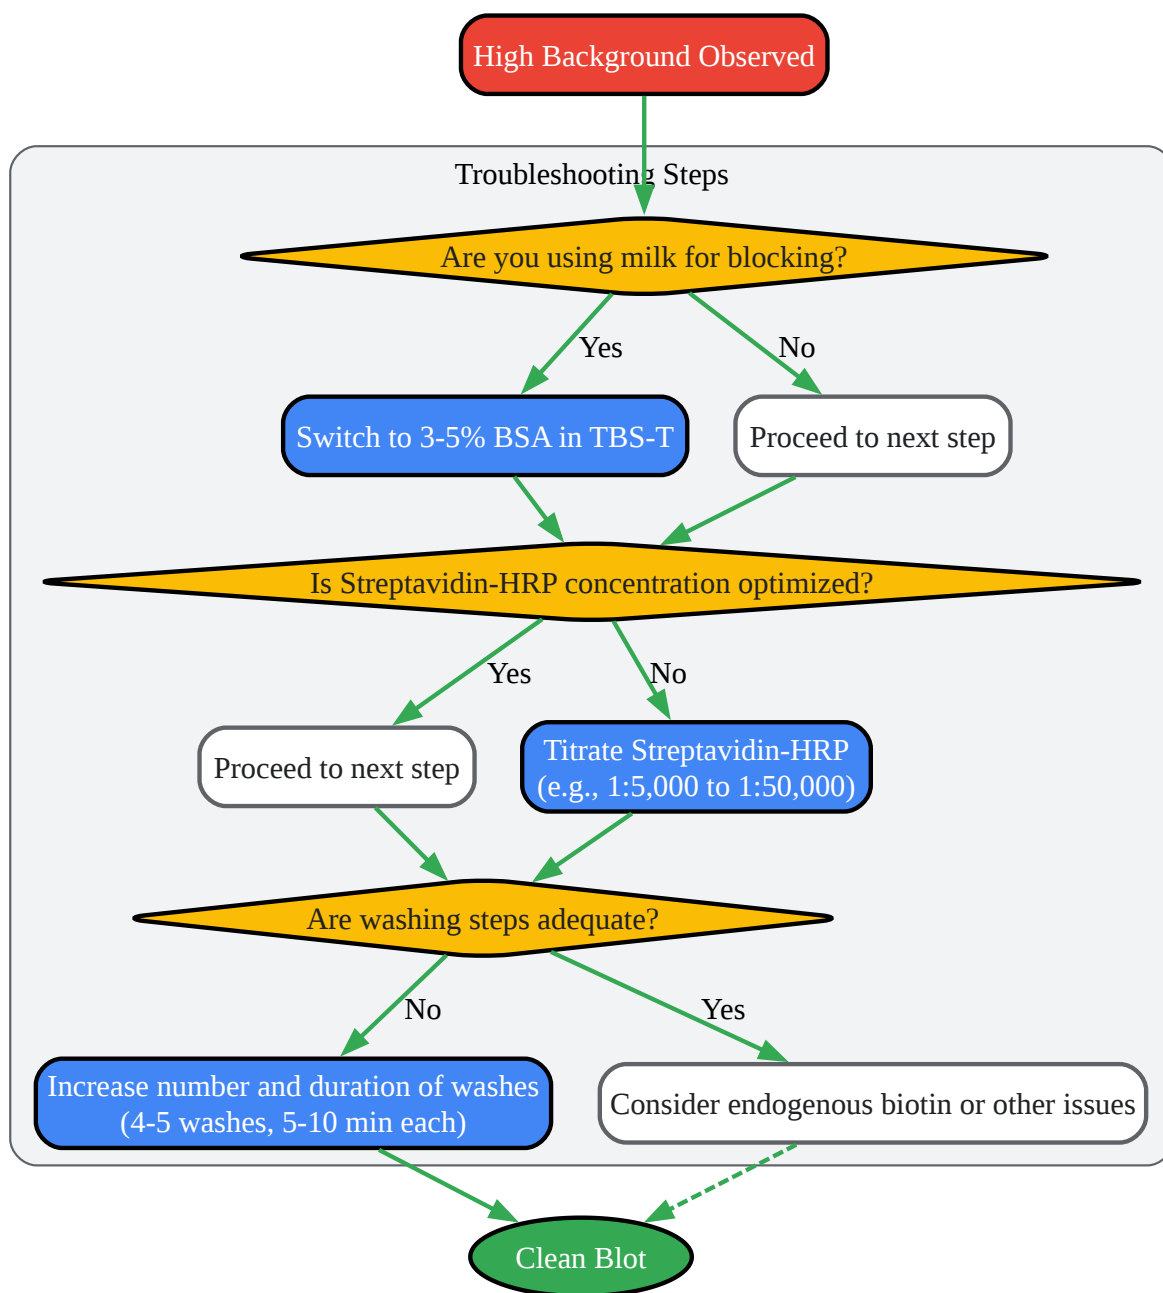 High Background Observed
Troubleshooting Steps
Are you using milk for blocking?
Yes
No
Switch to 3-5% BSA in TBS-T
Proceed to next step
Is Streptavidin-HRP concentration optimized?
Yes
No
Proceed to next step
Titrate Streptavidin-HRP
(e.g., 1:5,000 to 1:50,000)
Are washing steps adequate?
No
Yes
Increase number and duration of washes
(4-5 washes, 5-10 min each)
Consider endogenous biotin or other issues
Clean Blot